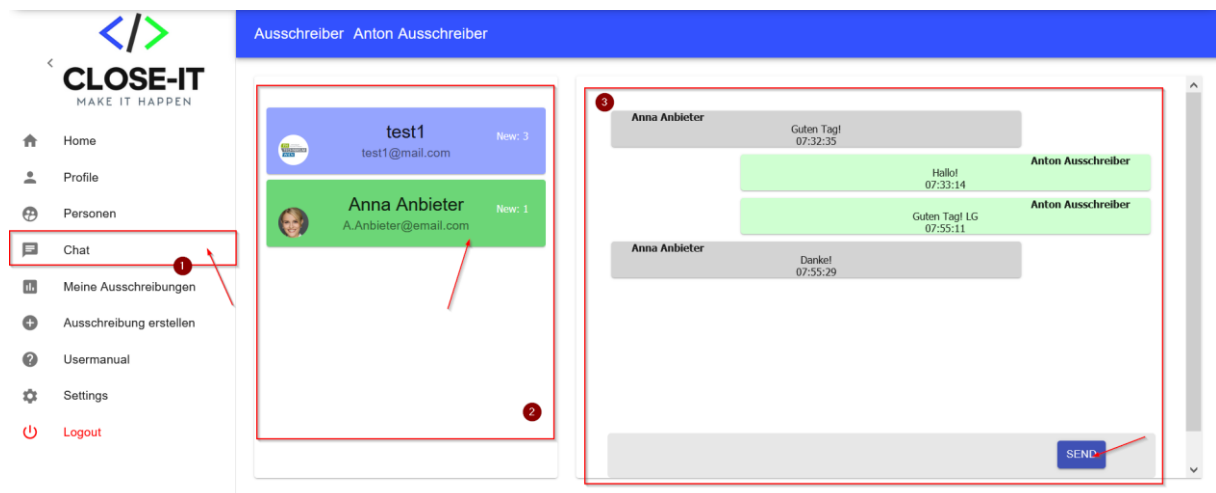 </>
CLOSE-IT
MAKE IT HAPPEN
Home
Profile
Personen
Chat
1
Meine Ausschreibungen
Ausschreibung erstellen
Usermanual
Settings
Logout
Ausschreiber Anton Ausschreiber
test1
New: 3
test1@mail.com
Anna Anbieter
New: 1
A.Anbieter@email.com
2
3
Anna Anbieter
Guten Tag!
07:32:35
Anton Ausschreiber
Hallo!
07:33:14
Anton Ausschreiber
Guten Tag! LG
07:55:11
Anna Anbieter
Danke!
07:55:29
SEND